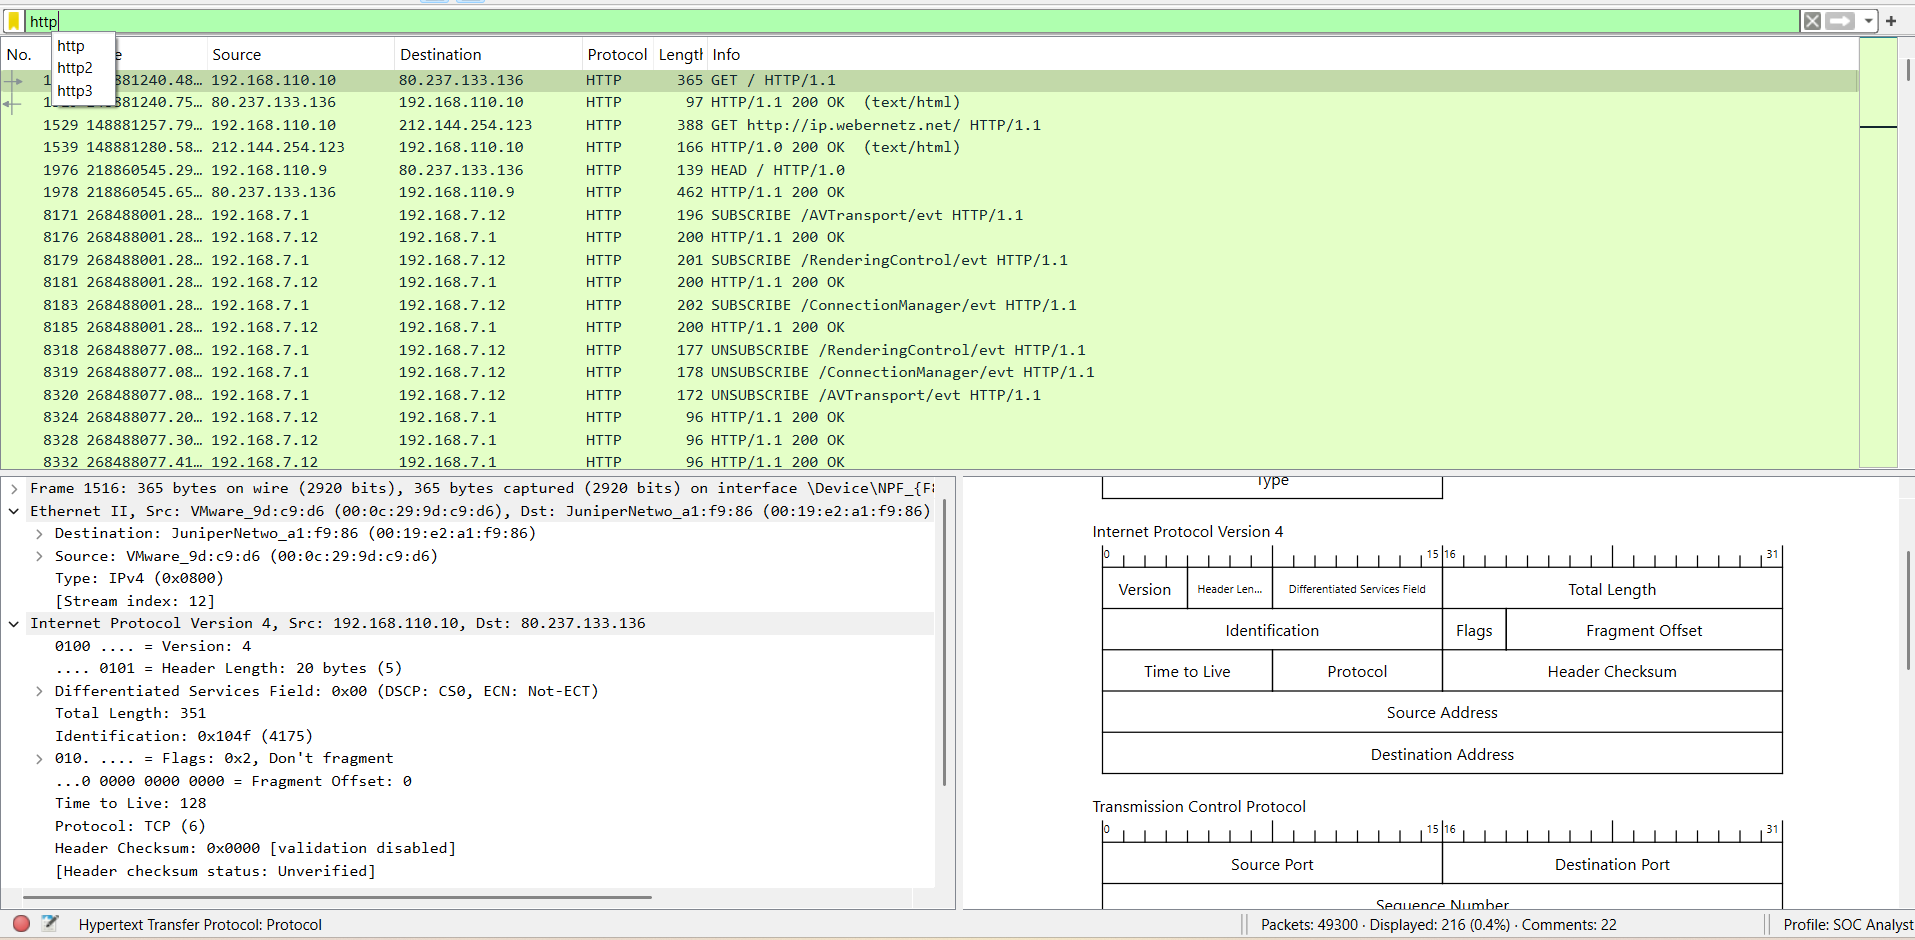 http
http
http2
http3
No. e Source Destination Protocol Length Info
1 881240.48… 192.168.110.10 80.237.133.136 HTTP 365 GET / HTTP/1.1
881240.75… 80.237.133.136 192.168.110.10 HTTP 97 HTTP/1.1 200 OK (text/html)
1529 148881257.79… 192.168.110.10 212.144.254.123 HTTP 388 GET http://ip.webernetz.net/ HTTP/1.1
1539 148881280.58… 212.144.254.123 192.168.110.10 HTTP 166 HTTP/1.0 200 OK (text/html)
1976 218860545.29… 192.168.110.9 80.237.133.136 HTTP 139 HEAD / HTTP/1.0
1978 218860545.65… 80.237.133.136 192.168.110.9 HTTP 462 HTTP/1.1 200 OK
8171 268488001.28… 192.168.7.1 192.168.7.12 HTTP 196 SUBSCRIBE /AVTransport/evt HTTP/1.1
8176 268488001.28… 192.168.7.12 192.168.7.1 HTTP 200 HTTP/1.1 200 OK
8179 268488001.28… 192.168.7.1 192.168.7.12 HTTP 201 SUBSCRIBE /RenderingControl/evt HTTP/1.1
8181 268488001.28… 192.168.7.12 192.168.7.1 HTTP 200 HTTP/1.1 200 OK
8183 268488001.28… 192.168.7.1 192.168.7.12 HTTP 202 SUBSCRIBE /ConnectionManager/evt HTTP/1.1
8185 268488001.28… 192.168.7.12 192.168.7.1 HTTP 200 HTTP/1.1 200 OK
8318 268488077.08… 192.168.7.1 192.168.7.12 HTTP 177 UNSUBSCRIBE /RenderingControl/evt HTTP/1.1
8319 268488077.08… 192.168.7.1 192.168.7.12 HTTP 178 UNSUBSCRIBE /ConnectionManager/evt HTTP/1.1
8320 268488077.08… 192.168.7.1 192.168.7.12 HTTP 172 UNSUBSCRIBE /AVTransport/evt HTTP/1.1
8324 268488077.20… 192.168.7.12 192.168.7.1 HTTP 96 HTTP/1.1 200 OK
8328 268488077.30… 192.168.7.12 192.168.7.1 HTTP 96 HTTP/1.1 200 OK
8332 268488077.41… 192.168.7.12 192.168.7.1 HTTP 96 HTTP/1.1 200 OK
Frame 1516: 365 bytes on wire (2920 bits), 365 bytes captured (2920 bits) on interface \Device\NPF_{F8
Ethernet II, Src: VMware_9d:c9:d6 (00:0c:29:9d:c9:d6), Dst: JuniperNetwo_a1:f9:86 (00:19:e2:a1:f9:86)
Destination: JuniperNetwo_a1:f9:86 (00:19:e2:a1:f9:86)
Source: VMware_9d:c9:d6 (00:0c:29:9d:c9:d6)
Type: IPv4 (0x0800)
[Stream index: 12]
Internet Protocol Version 4, Src: 192.168.110.10, Dst: 80.237.133.136
0100 .... = Version: 4
.... 0101 = Header Length: 20 bytes (5)
Differentiated Services Field: 0x00 (DSCP: CS0, ECN: Not-ECT)
Total Length: 351
Identification: 0x104f (4175)
010. .... = Flags: 0x2, Don't fragment
...0 0000 0000 0000 = Fragment Offset: 0
Time to Live: 128
Protocol: TCP (6)
Header Checksum: 0x0000 [validation disabled]
[Header checksum status: Unverified]
Type
Internet Protocol Version 4
0 15 16 31
Version Header Len... Differentiated Services Field Total Length
Identification Flags Fragment Offset
Time to Live Protocol Header Checksum
Source Address
Destination Address
Transmission Control Protocol
0 15 16 31
Source Port Destination Port
Sequence Number
Hypertext Transfer Protocol: Protocol Packets: 49300 · Displayed: 216 (0.4%) · Comments: 22 Profile: SOC Analyst